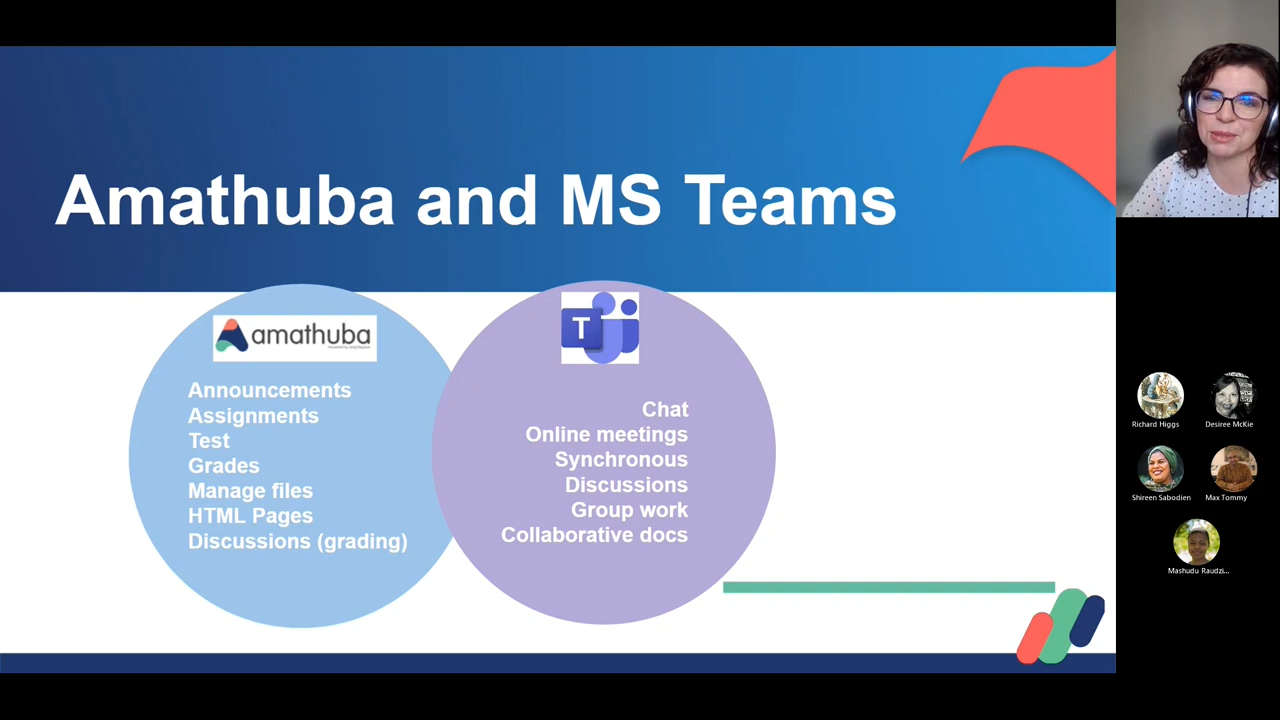 Amathuba and MS Teams
amathuba
Announcements
Assignments
Test
Grades
Manage files
HTML Pages
Discussions (grading)
T
Chat
Online meetings
Synchronous
Discussions
Group work
Collaborative docs
Richard Higgs
Desiree McKie
Shireen Sabodien
Max Tommy
Mashudu Raudzi...